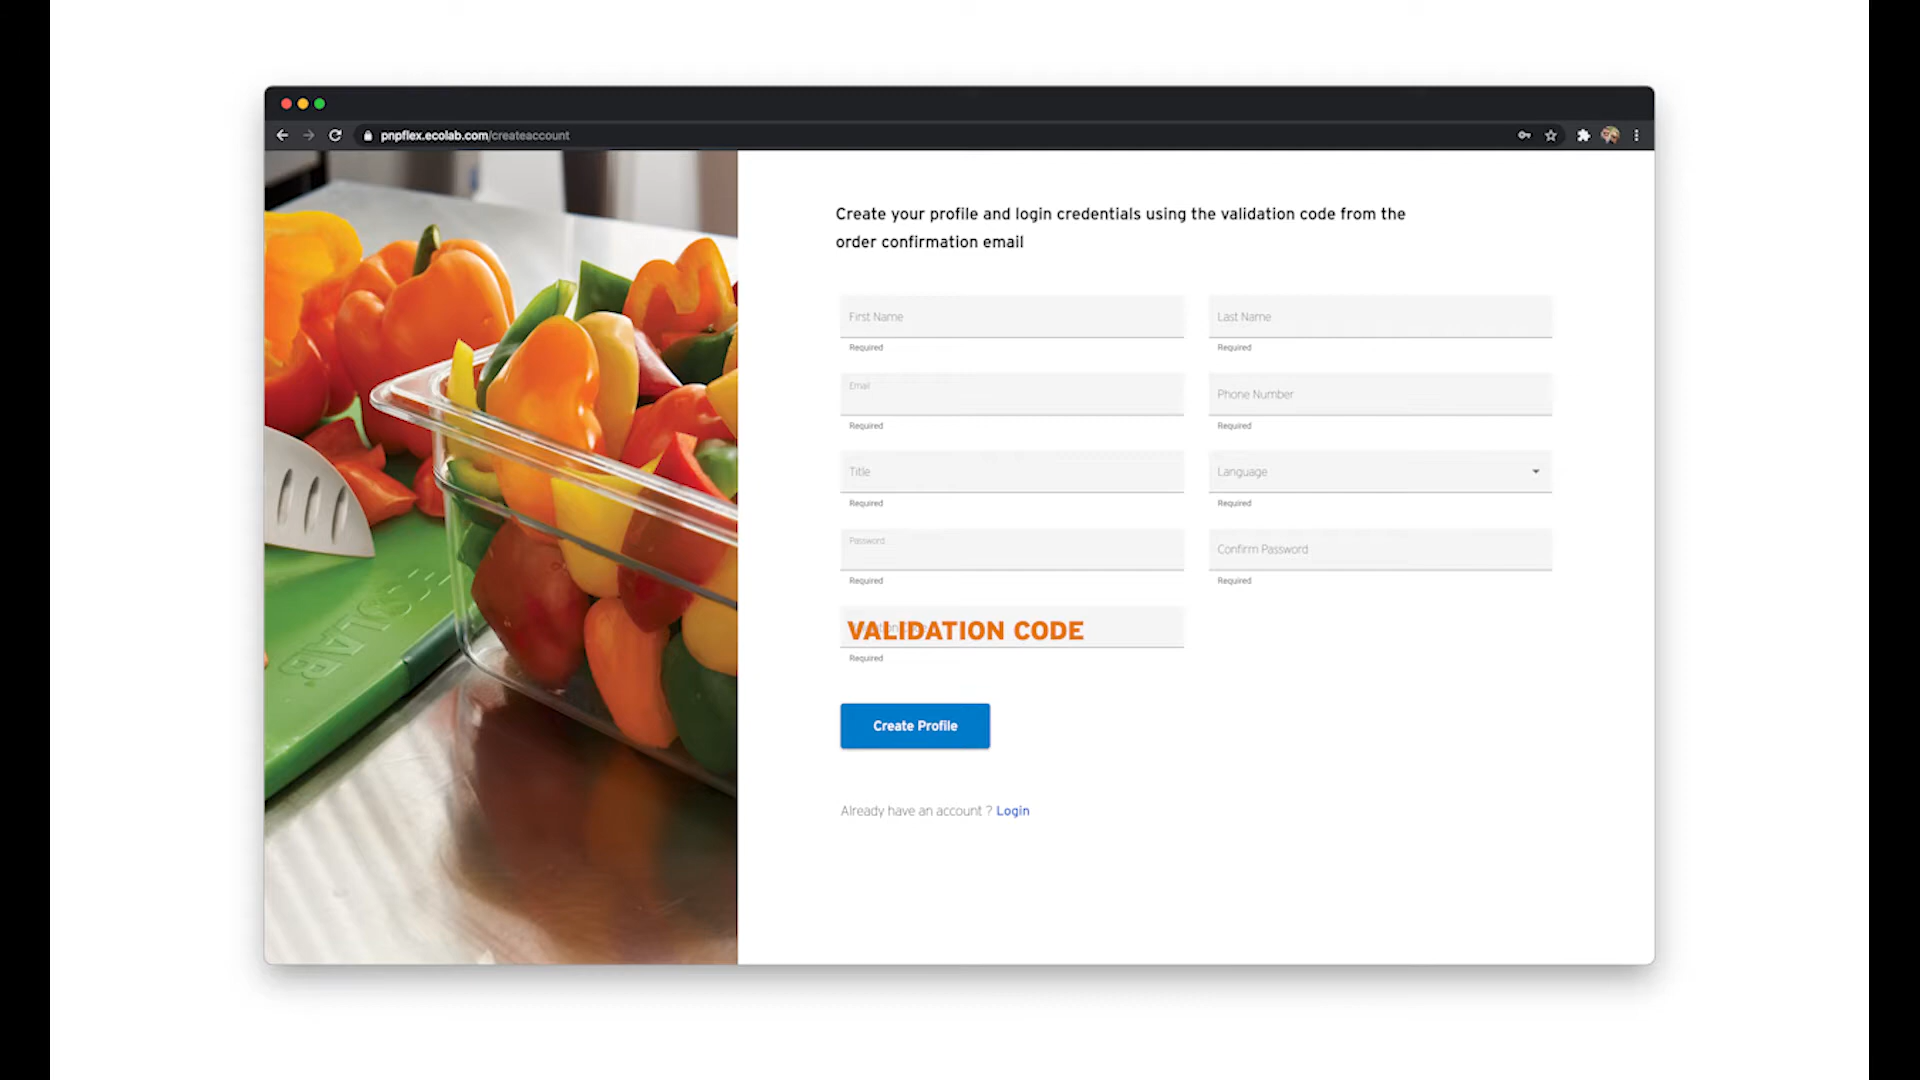 pnpflex.ecolab.com/createaccount
Create your profile and login credentials using the validation code from the
order confirmation email
First Name
Last Name
Required
Required
Email
Phone Number
Required
Required
Title
Language
Required
Required
Password
Confirm Password
Required
Required
VALIDATION CODE
Required
Create Profile
Already have an account ? Login
ECOLAB